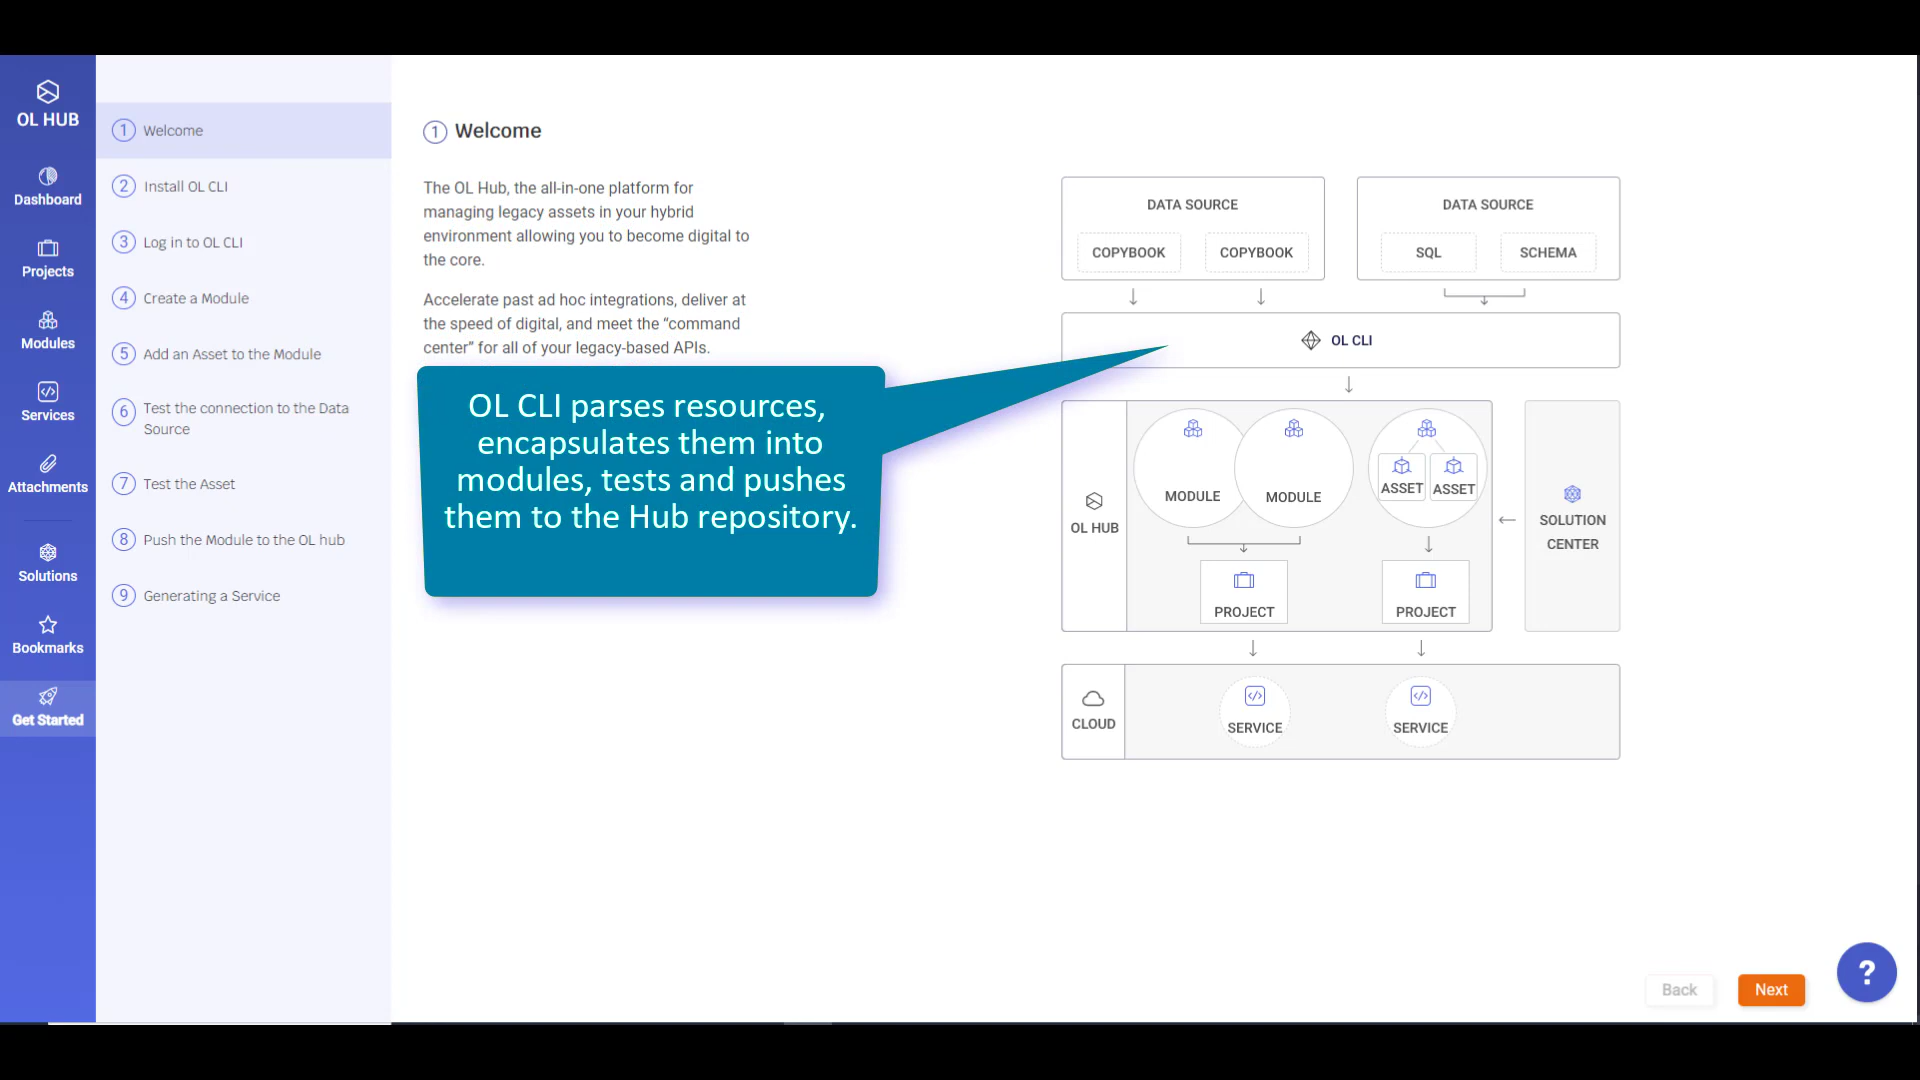 OL HUB
Dashboard
Projects
Modules
Services
Attachments
Solutions
Bookmarks
Get Started
1 Welcome
2 Install OL CLI
3 Log in to OL CLI
4 Create a Module
5 Add an Asset to the Module
6 Test the connection to the Data
Source
7 Test the Asset
8 Push the Module to the OL hub
9 Generating a Service
1 Welcome
The OL Hub, the all-in-one platform for
managing legacy assets in your hybrid
environment allowing you to become digital to
the core.
Accelerate past ad hoc integrations, deliver at
the speed of digital, and meet the “command
center” for all of your legacy-based APIs.
OL CLI parses resources,
encapsulates them into
modules, tests and pushes
them to the Hub repository.
DATA SOURCE
COPYBOOK COPYBOOK
DATA SOURCE
SQL SCHEMA
OL CLI
OL HUB
MODULE MODULE
ASSET ASSET
PROJECT PROJECT
SOLUTION
CENTER
CLOUD
SERVICE SERVICE
Back Next
?